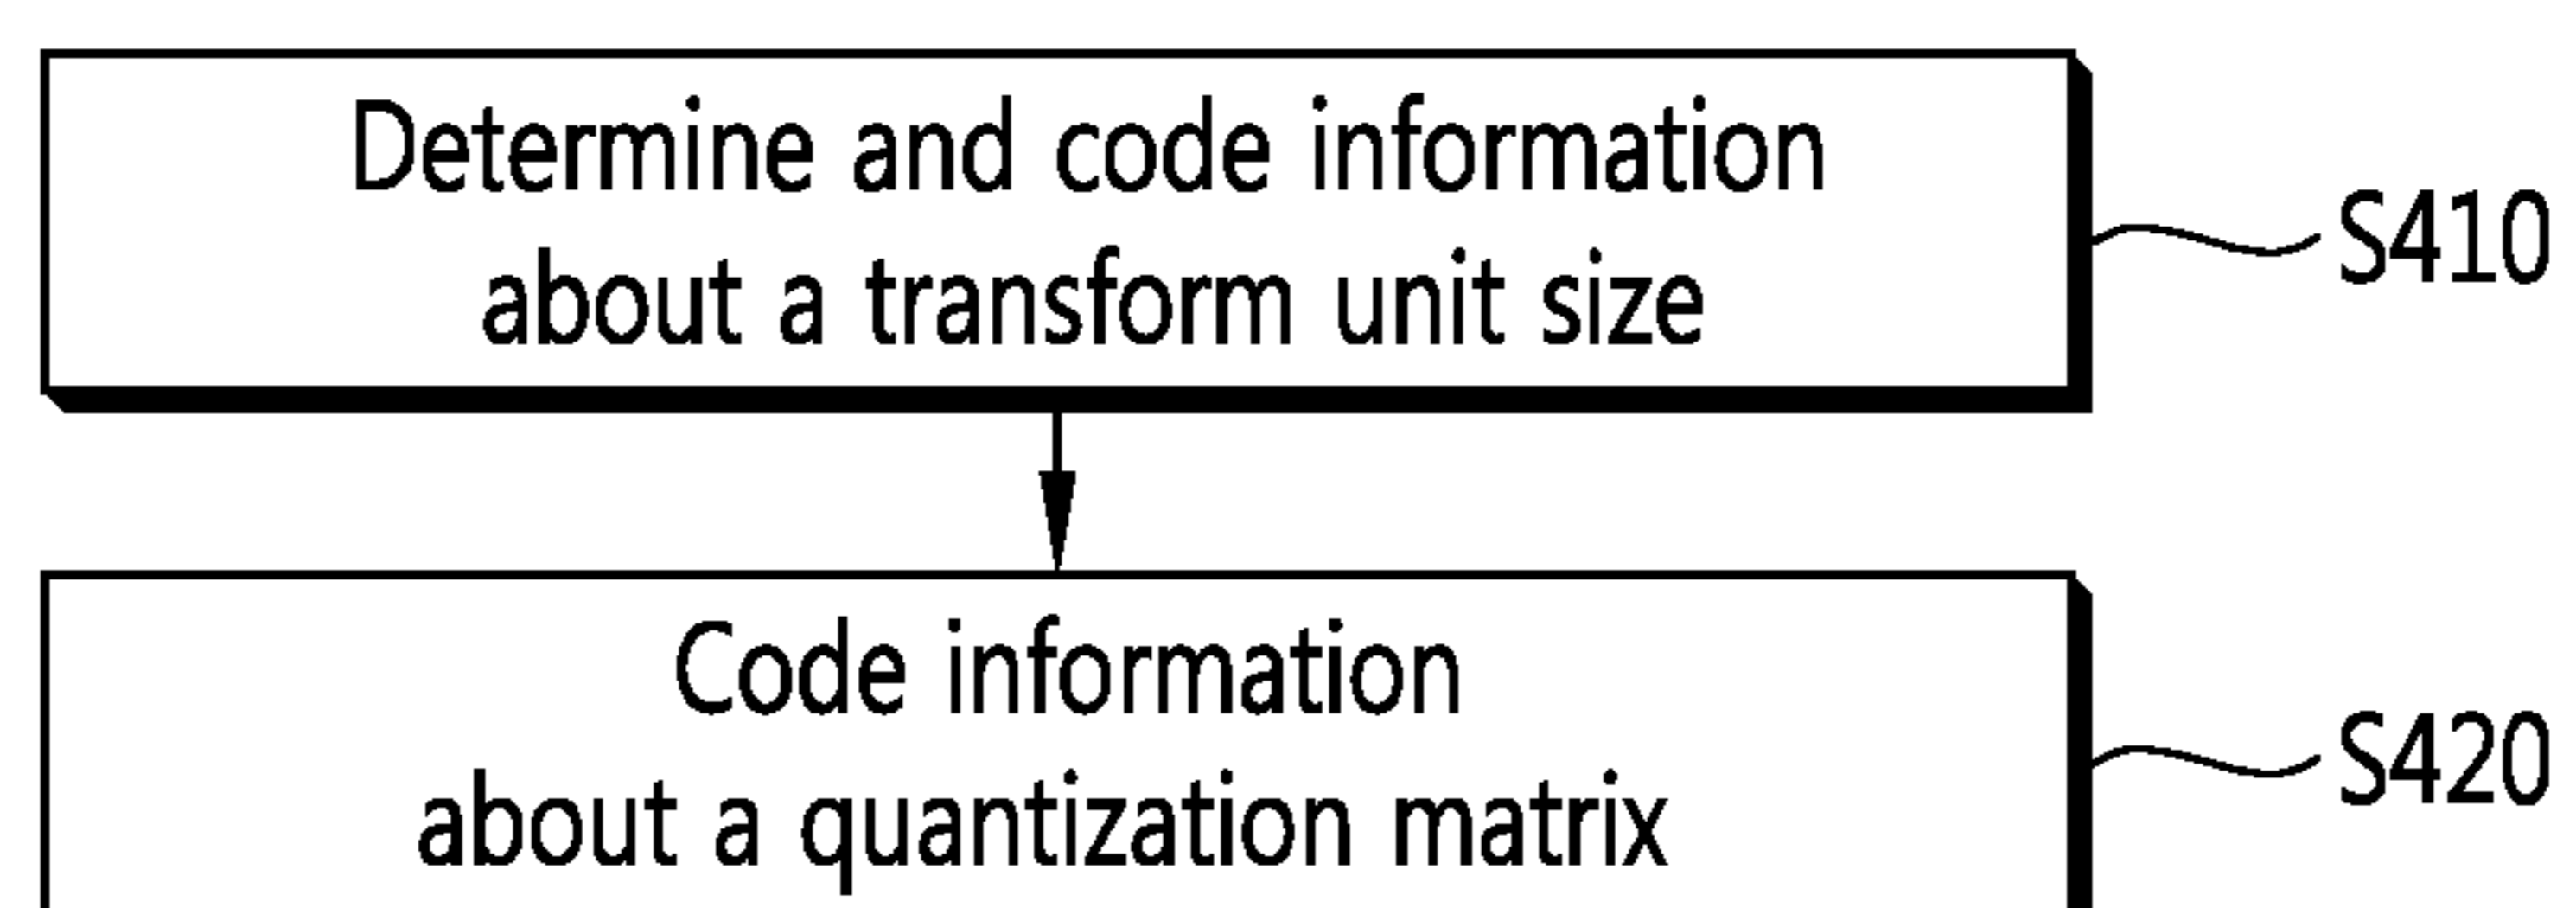 Determine and code information
about a transform unit size
S410
Code information
about a quantization matrix
S420